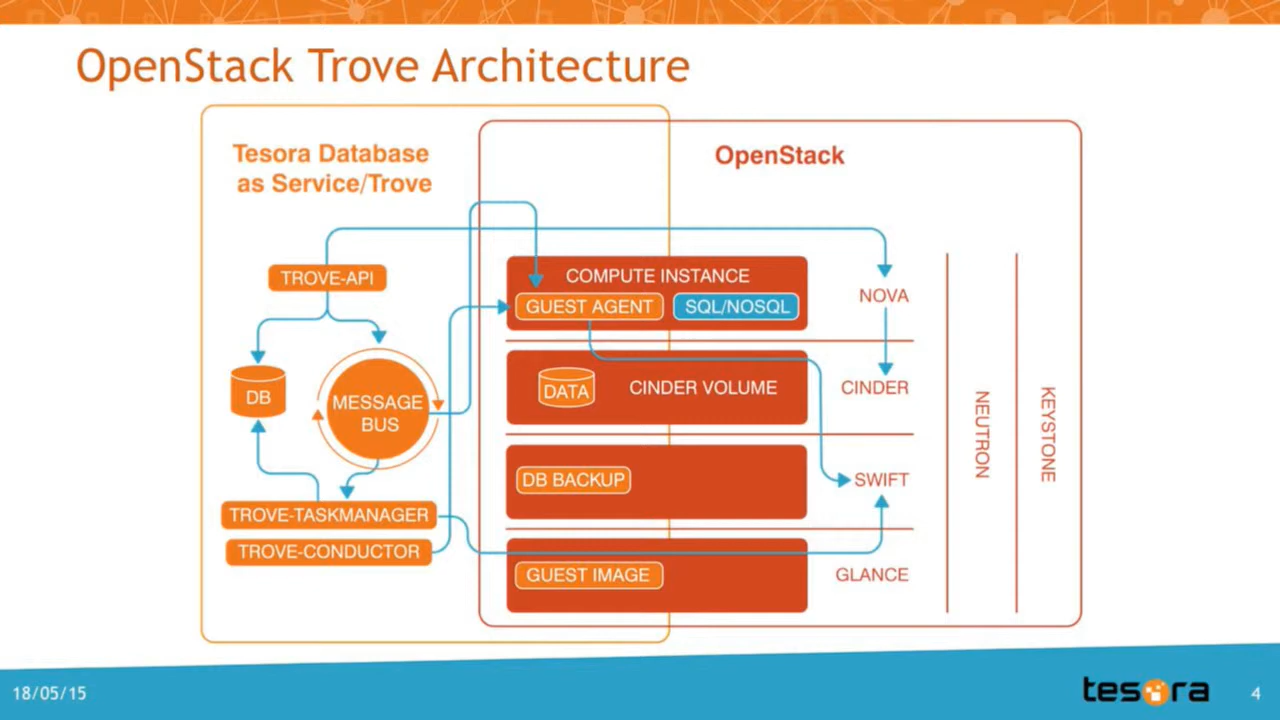 OpenStack Trove Architecture
Tesora Database
as Service/Trove
OpenStack
TROVE-API
COMPUTE INSTANCE
GUEST AGENT
SQL/NOSQL
NOVA
DB
MESSAGE
BUS
DATA
CINDER VOLUME
CINDER
NEUTRON
KEYSTONE
DB BACKUP
SWIFT
TROVE-TASKMANAGER
TROVE-CONDUCTOR
GUEST IMAGE
GLANCE
18/05/15
tesora
4